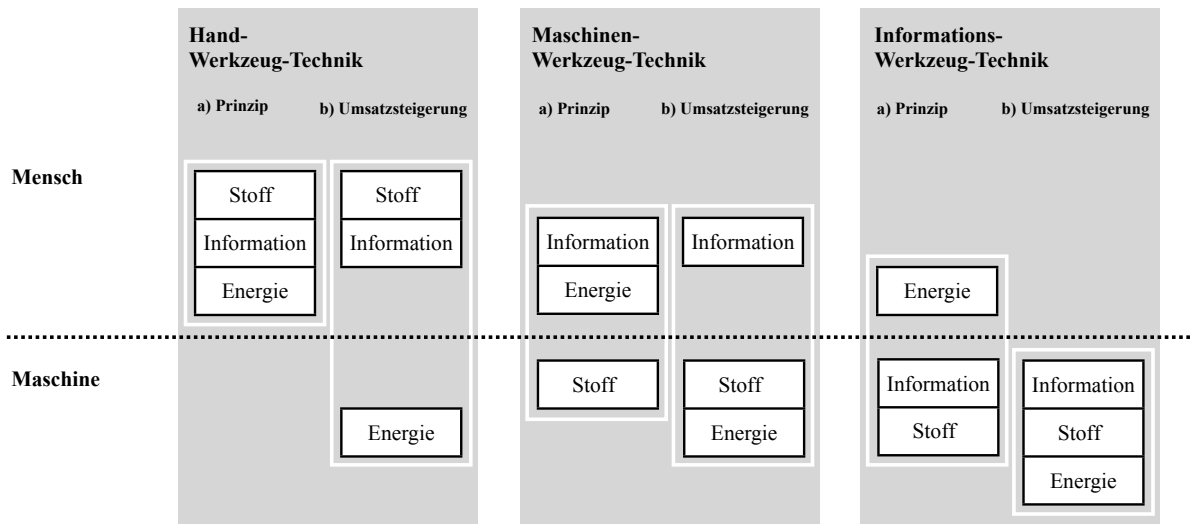 Hand-
Werkzeug-Technik
Maschinen-
Werkzeug-Technik
Informations-
Werkzeug-Technik
a) Prinzip
b) Umsatzsteigerung
a) Prinzip
b) Umsatzsteigerung
a) Prinzip
b) Umsatzsteigerung
Mensch
Stoff
Information
Energie
Stoff
Information
Information
Energie
Information
Energie
Maschine
Energie
Stoff
Stoff
Energie
Information
Stoff
Information
Stoff
Energie